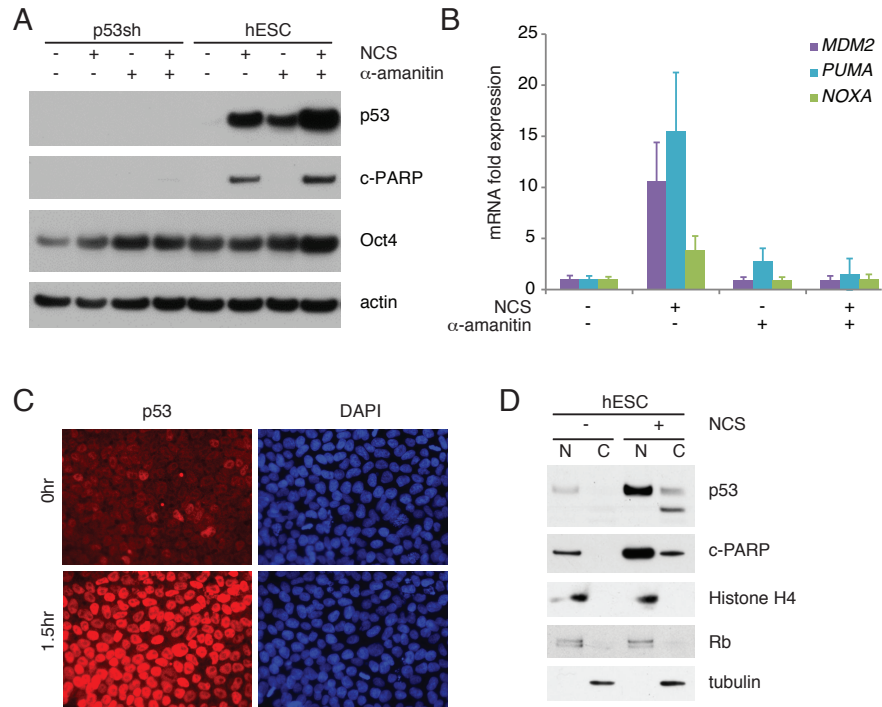 A
p53sh hESC
- + - + - + - + NCS
- - + + - - + + α-amanitin
p53
c-PARP
Oct4
actin
B
MDM2
PUMA
NOXA
mRNA fold expression
25
20
15
10
5
0
NCS - + - +
α-amanitin - - + +
C
p53 DAPI
0hr
1.5hr
D
hESC
- + NCS
N C N C
p53
c-PARP
Histone H4
Rb
tubulin